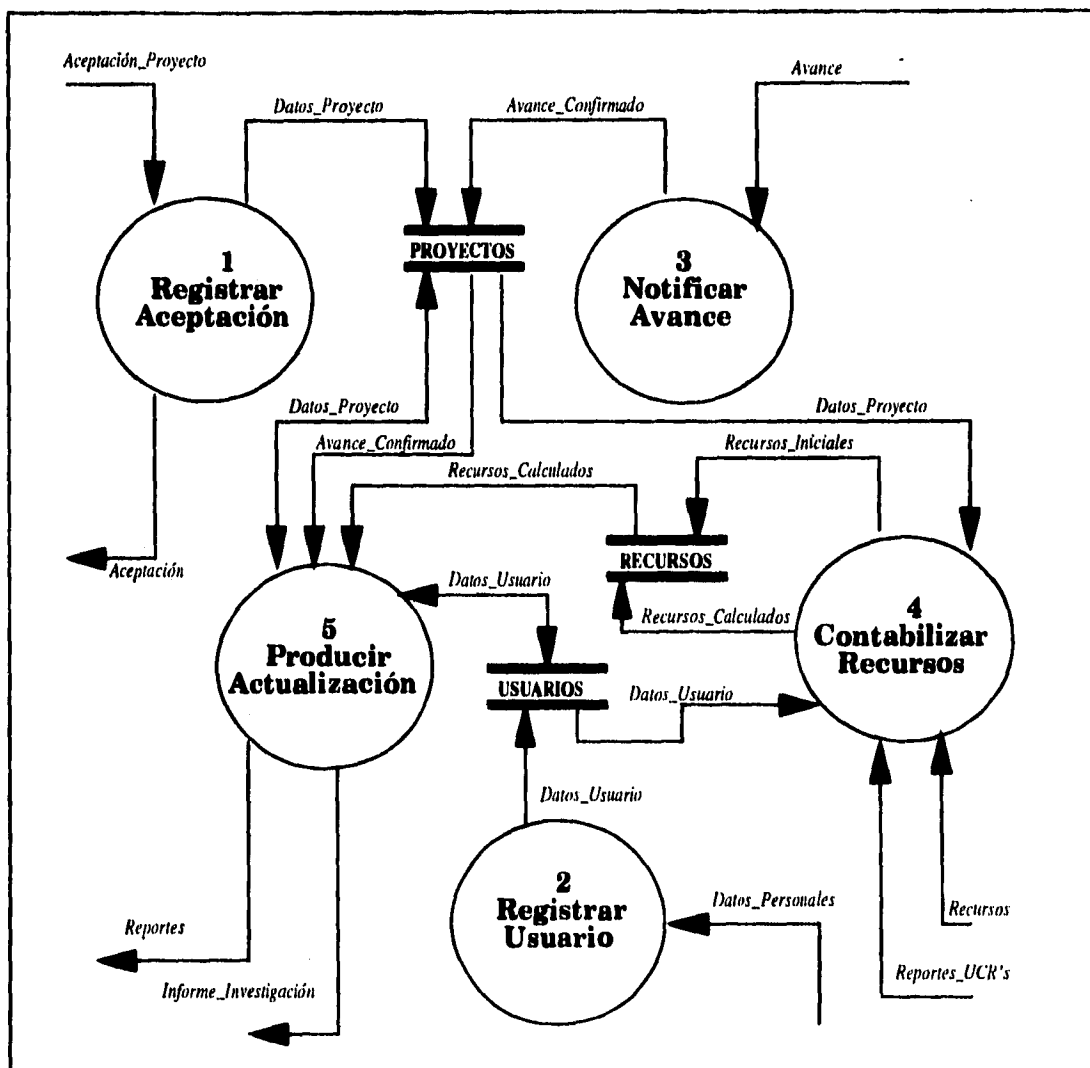 Aceptación_Proyecto
Avance
Datos_Proyecto
Avance_Confirmado
PROYECTOS
1
Registrar
Aceptación
3
Notificar
Avance
Datos_Proyecto
Datos_Proyecto
Avance_Confirmado
Recursos_Iniciales
Recursos_Calculados
RECURSOS
Aceptación
Datos_Usuario
Recursos_Calculados
4
Contabilizar
Recursos
5
Producir
Actualización
USUARIOS
Datos_Usuario
Datos_Usuario
2
Registrar
Usuario
Datos_Personales
Recursos
Reportes
Reportes_UCR's
Informe_Investigación